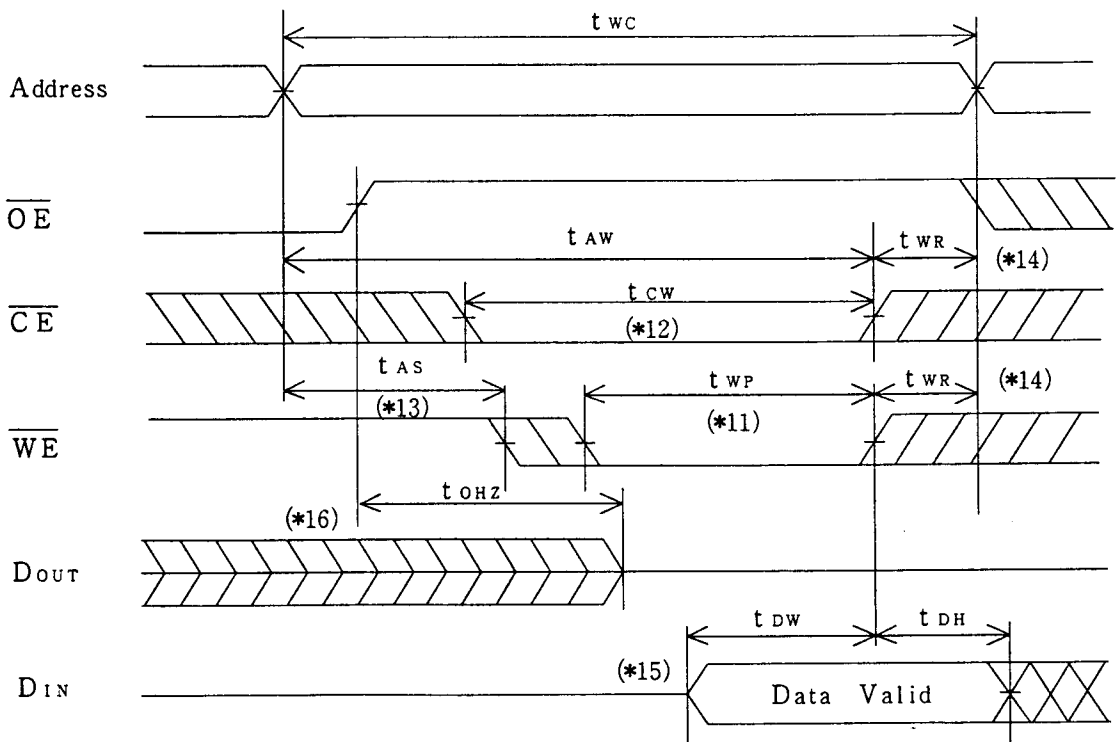 t WC
Address
OE
t AW
t WR
(*14)
CE
t CW
(*12)
t AS
(*13)
t WP
(*11)
t WR
(*14)
WE
t OHZ
(*16)
DOUT
t DW
t DH
(*15)
DIN
Data Valid